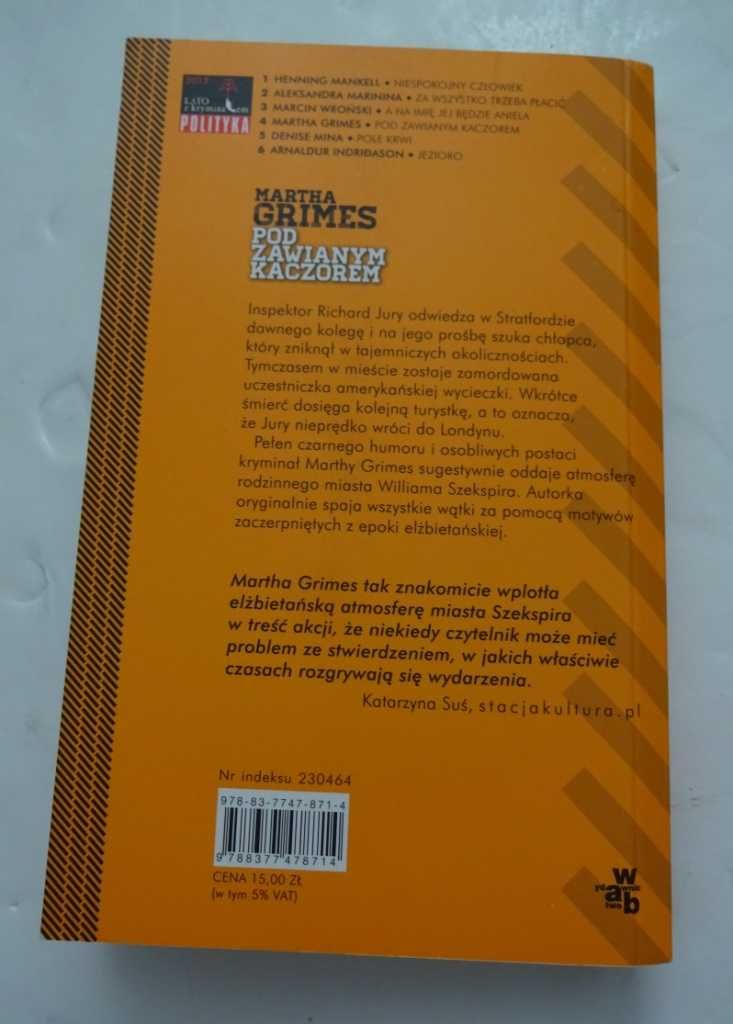 2013
LATO
z kryminałem
POLITYKA
1 HENNING MANKELL • NIESPOKOJNY CZŁOWIEK
2 ALEKSANDRA MARININA • ZA WSZYSTKO TRZEBA PŁACIĆ
3 MARCIN WROŃSKI • A NA IMIĘ JEJ BĘDZIE ANIELA
4 MARTHA GRIMES • POD ZAWIANYM KACZOREM
5 DENISE MINA • POLE KRWI
6 ARNALDUR INDRIDASON • JEZIORO
MARTHA
GRIMES
POD
ZAWIANYM
KACZOREM
Inspektor Richard Jury odwiedza w Stratfordzie
dawnego kolegę i na jego prośbę szuka chłopca,
który zniknął w tajemniczych okolicznościach.
Tymczasem w mieście zostaje zamordowana
uczestniczka amerykańskiej wycieczki. Wkrótce
śmierć dosięga kolejną turystkę, a to oznacza,
że Jury nieprędko wróci do Londynu.
Pełen czarnego humoru i osobliwych postaci
kryminał Marthy Grimes sugestywnie oddaje atmosferę
rodzinnego miasta Williama Szekspira. Autorka
oryginalnie spaja wszystkie wątki za pomocą motywów
zaczerpniętych z epoki elżbietańskiej.
Martha Grimes tak znakomicie wplotła
elżbietańską atmosferę miasta Szekspira
w treść akcji, że niekiedy czytelnik może mieć
problem ze stwierdzeniem, w jakich właściwie
czasach rozgrywają się wydarzenia.
Katarzyna Suś, stacjakultura.pl
Nr indeksu 230464
978-83-7747-871-4
9 788377 478714
CENA 15,00 ZŁ
(w tym 5% VAT)
wydawnictwo
w
a
b